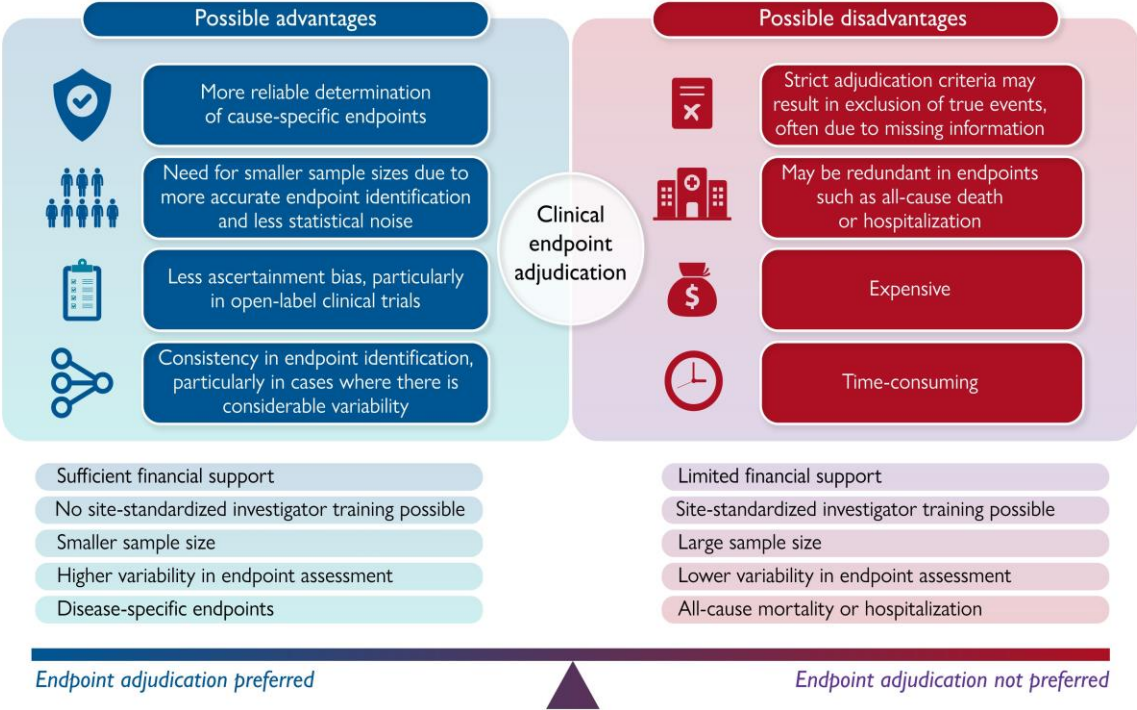 Possible advantages
More reliable determination
of cause-specific endpoints
Need for smaller sample sizes due to
more accurate endpoint identification
and less statistical noise
Less ascertainment bias, particularly
in open-label clinical trials
Consistency in endpoint identification,
particularly in cases where there is
considerable variability
Clinical
endpoint
adjudication
Possible disadvantages
Strict adjudication criteria may
result in exclusion of true events,
often due to missing information
May be redundant in endpoints
such as all-cause death
or hospitalization
$
Expensive
Time-consuming
Sufficient financial support
No site-standardized investigator training possible
Smaller sample size
Higher variability in endpoint assessment
Disease-specific endpoints
Limited financial support
Site-standardized investigator training possible
Large sample size
Lower variability in endpoint assessment
All-cause mortality or hospitalization
Endpoint adjudication preferred
Endpoint adjudication not preferred